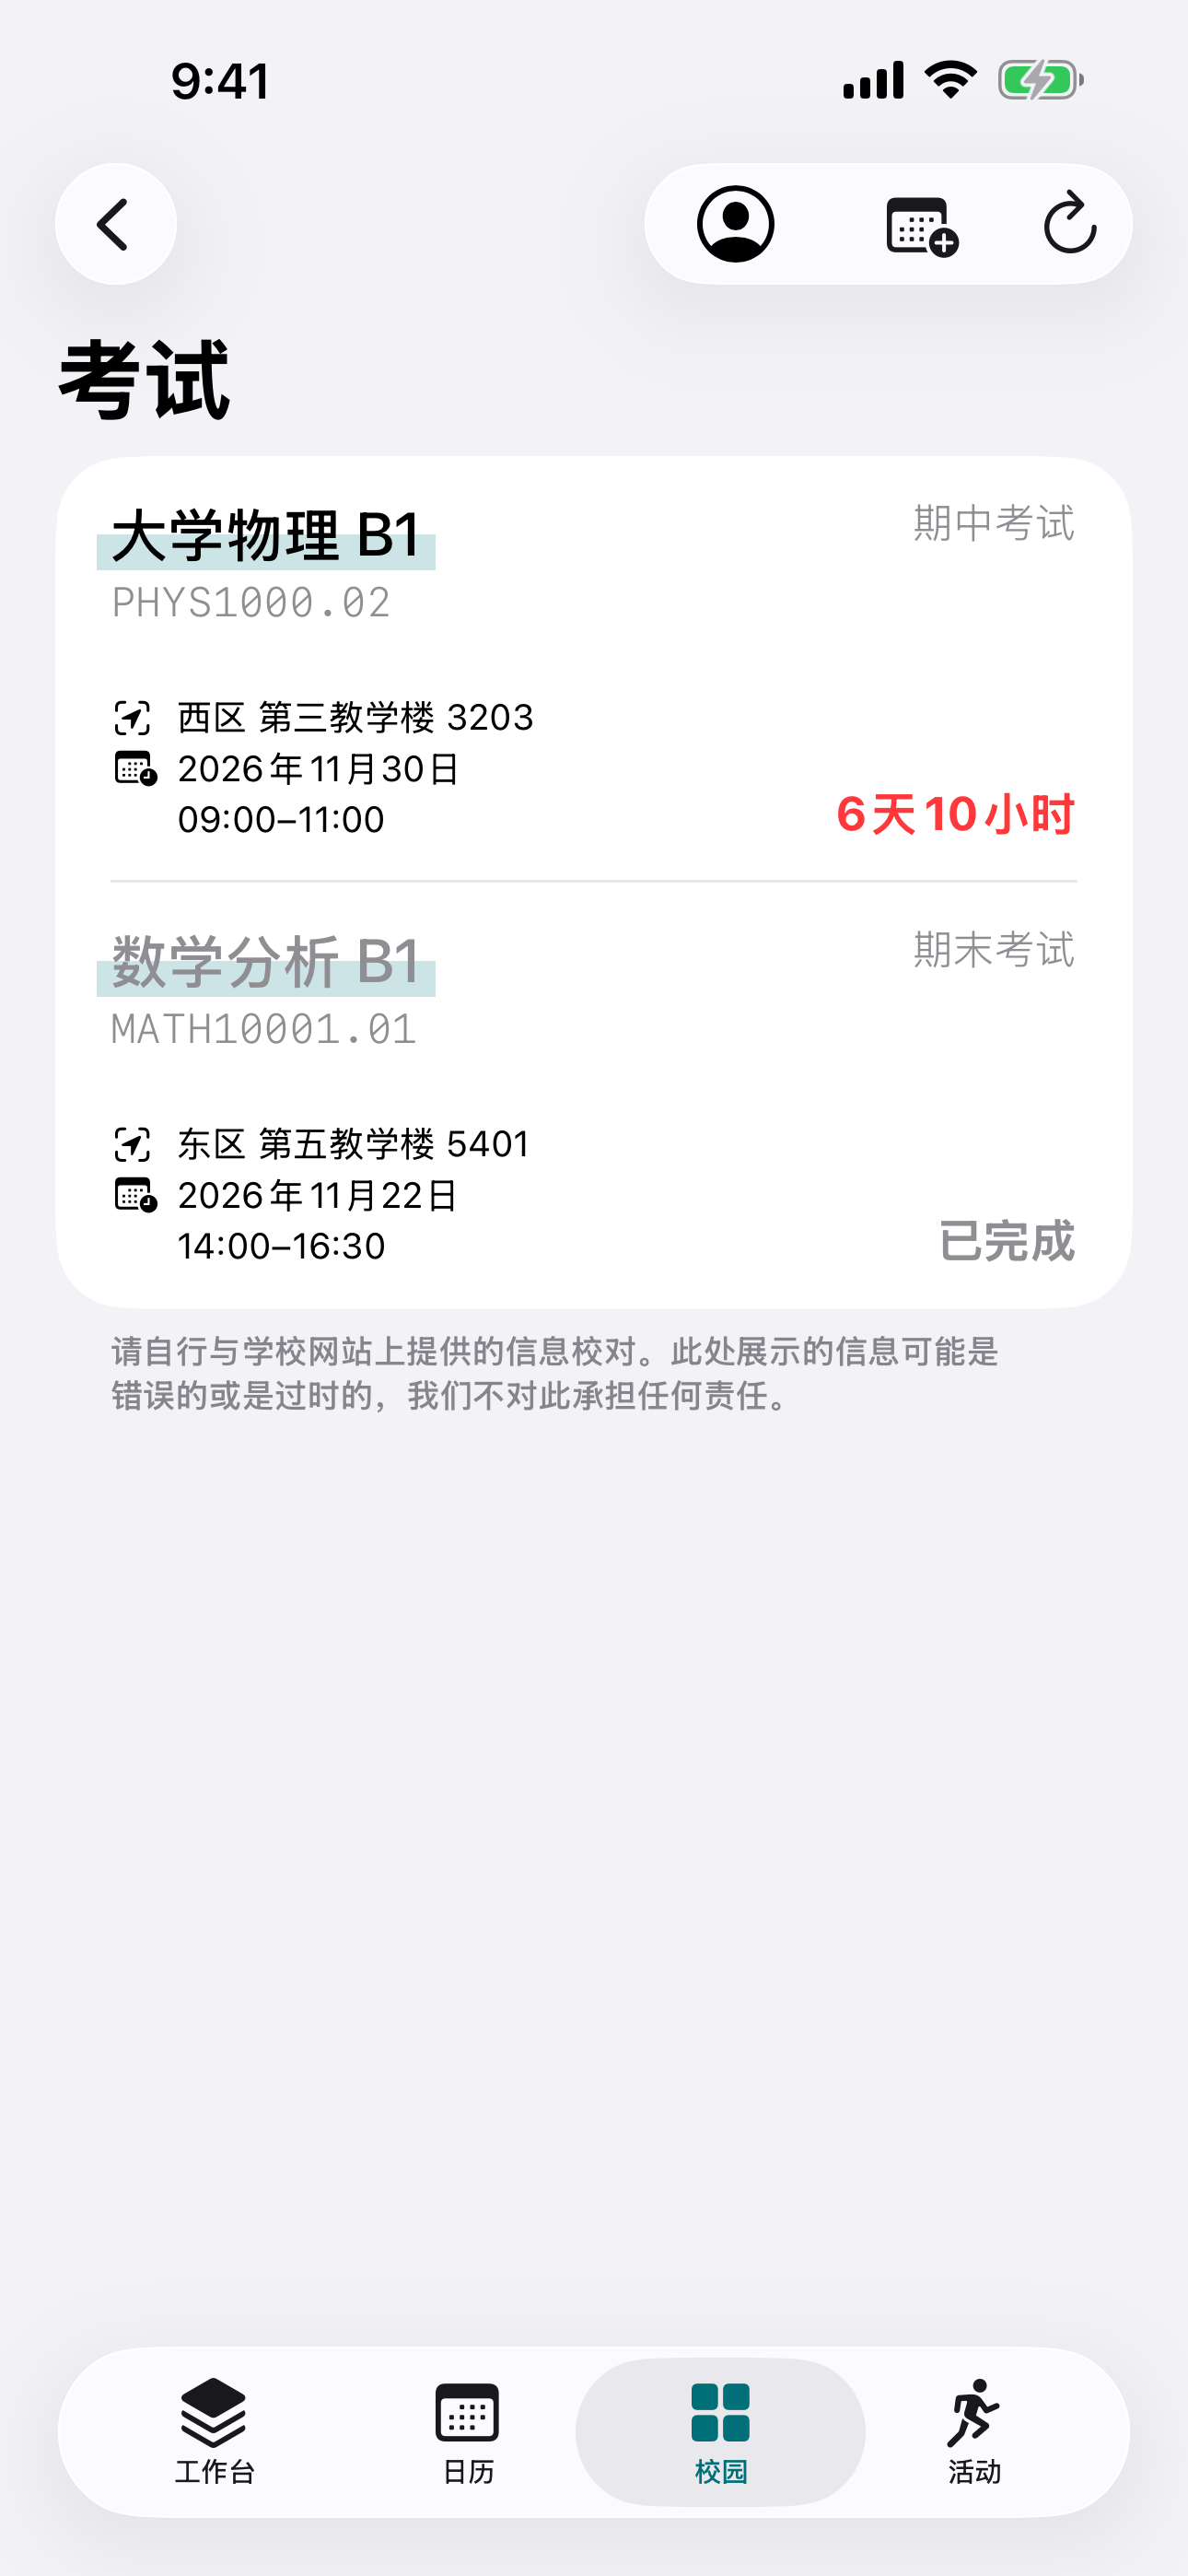 9:41
考试
大学物理 B1
期中考试
PHYS1000.02
西区 第三教学楼 3203
2026年11月30日
09:00–11:00
6天10小时
数学分析 B1
期末考试
MATH10001.01
东区 第五教学楼 5401
2026年11月22日
14:00–16:30
已完成
请自行与学校网站上提供的信息校对。此处展示的信息可能是
错误的或是过时的，我们不对此承担任何责任。
工作台
日历
校园
活动